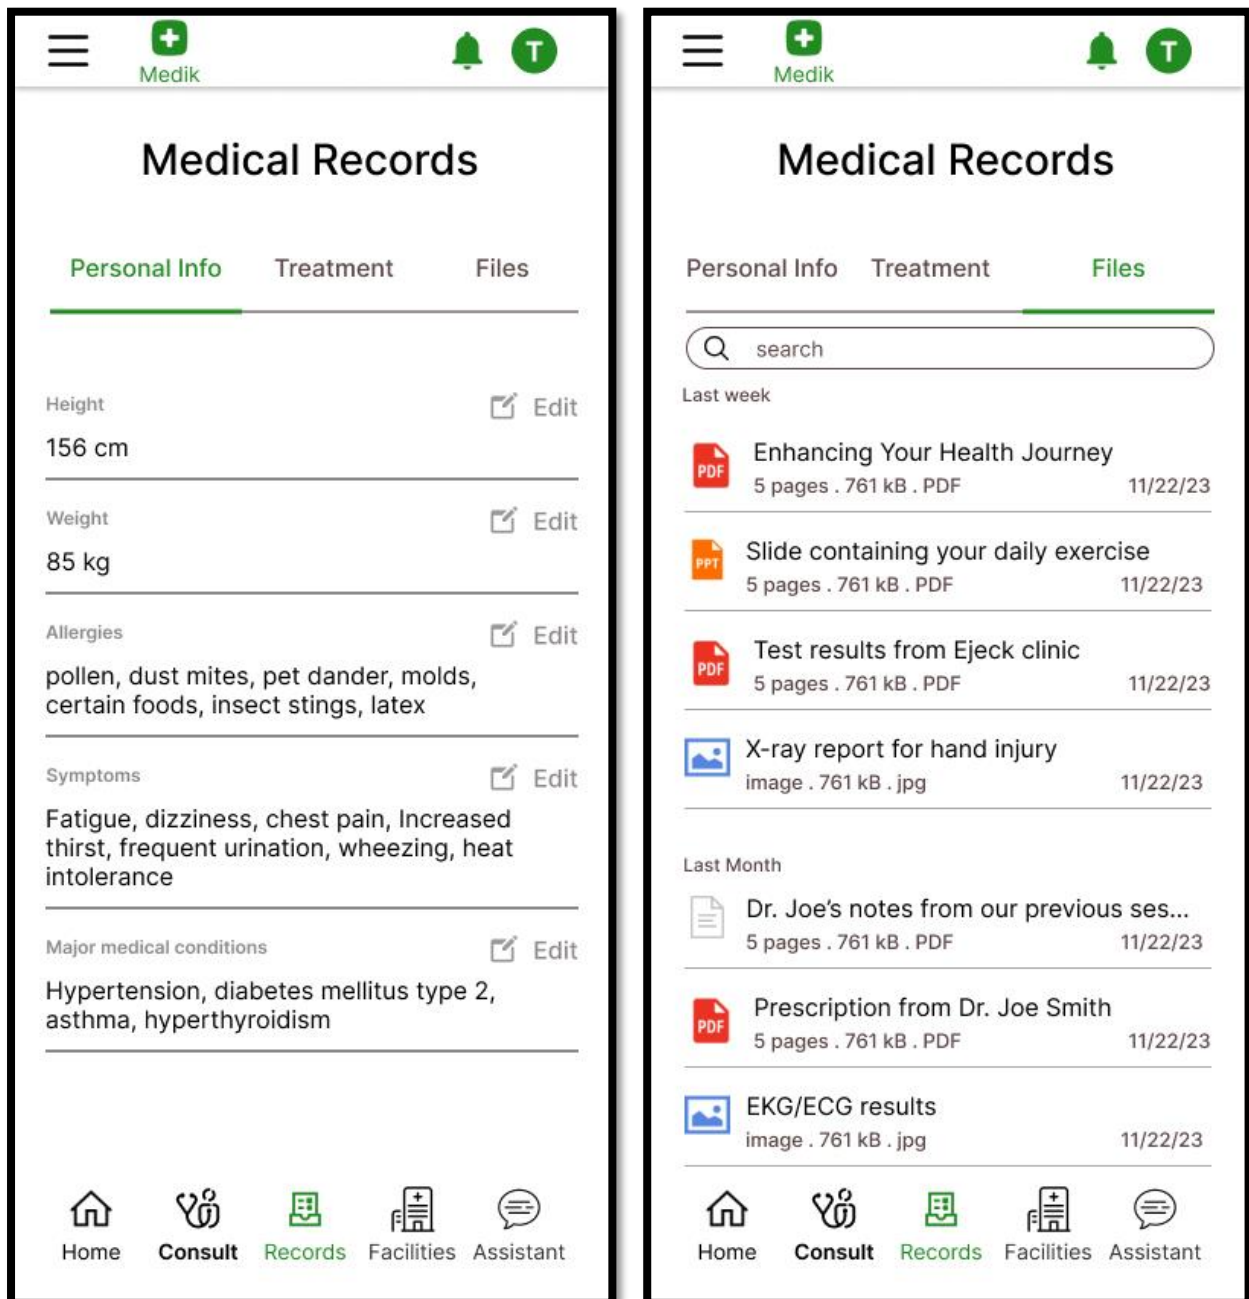 Medik
T
Medical Records
Personal Info Treatment Files
Height
Edit
156 cm
Weight
Edit
85 kg
Allergies
Edit
pollen, dust mites, pet dander, molds,
certain foods, insect stings, latex
Symptoms
Edit
Fatigue, dizziness, chest pain, Increased
thirst, frequent urination, wheezing, heat
intolerance
Major medical conditions
Edit
Hypertension, diabetes mellitus type 2,
asthma, hyperthyroidism
Home Consult Records Facilities Assistant
Medik
T
Medical Records
Personal Info Treatment Files
search
Last week
PDF
Enhancing Your Health Journey
5 pages . 761 kB . PDF 11/22/23
PPT
Slide containing your daily exercise
5 pages . 761 kB . PDF 11/22/23
PDF
Test results from Ejeck clinic
5 pages . 761 kB . PDF 11/22/23
X-ray report for hand injury
image . 761 kB . jpg 11/22/23
Last Month
Dr. Joe’s notes from our previous ses...
5 pages . 761 kB . PDF 11/22/23
PDF
Prescription from Dr. Joe Smith
5 pages . 761 kB . PDF 11/22/23
EKG/ECG results
image . 761 kB . jpg 11/22/23
Home Consult Records Facilities Assistant